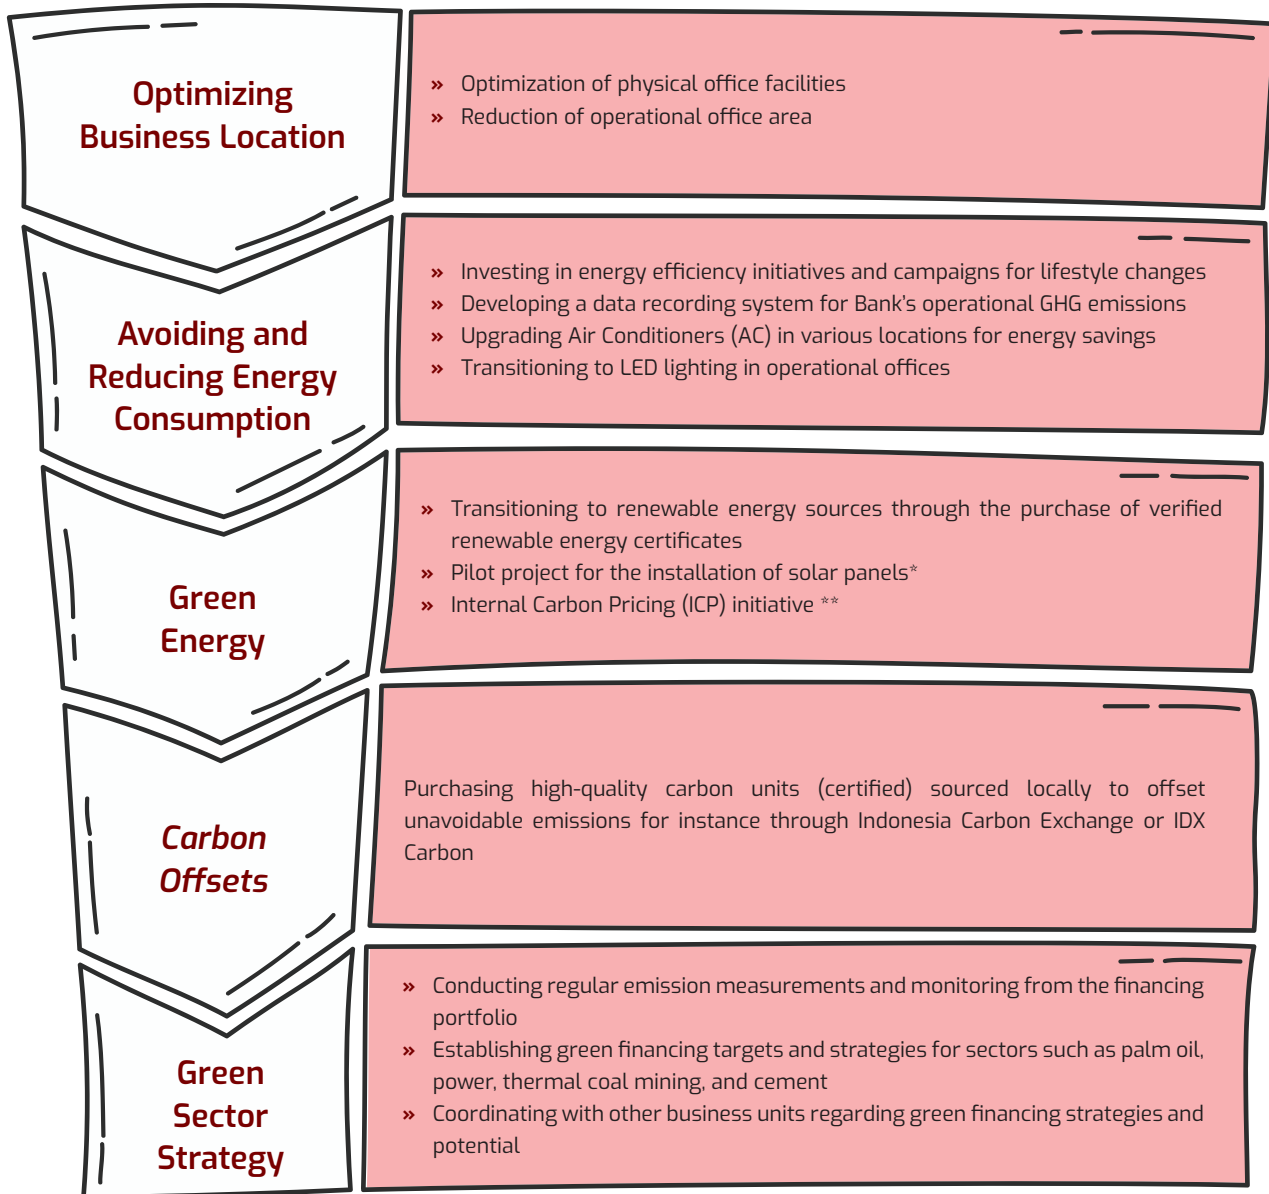 Optimizing
Business Location
» Optimization of physical office facilities
» Reduction of operational office area
Avoiding and
Reducing Energy
Consumption
» Investing in energy efficiency initiatives and campaigns for lifestyle changes
» Developing a data recording system for Bank's operational GHG emissions
» Upgrading Air Conditioners (AC) in various locations for energy savings
» Transitioning to LED lighting in operational offices
Green
Energy
» Transitioning to renewable energy sources through the purchase of verified
renewable energy certificates
» Pilot project for the installation of solar panels*
» Internal Carbon Pricing (ICP) initiative **
Carbon
Offsets
Purchasing high-quality carbon units (certified) sourced locally to offset
unavoidable emissions for instance through Indonesia Carbon Exchange or IDX
Carbon
Green
Sector
Strategy
» Conducting regular emission measurements and monitoring from the financing
portfolio
» Establishing green financing targets and strategies for sectors such as palm oil,
power, thermal coal mining, and cement
» Coordinating with other business units regarding green financing strategies and
potential